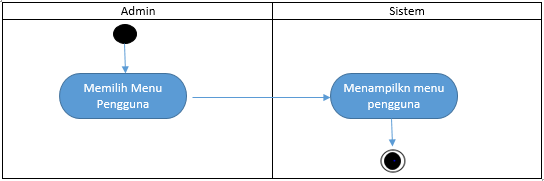 Admin
Sistem
Memilih Menu
Pengguna
Menampilkn menu
pengguna